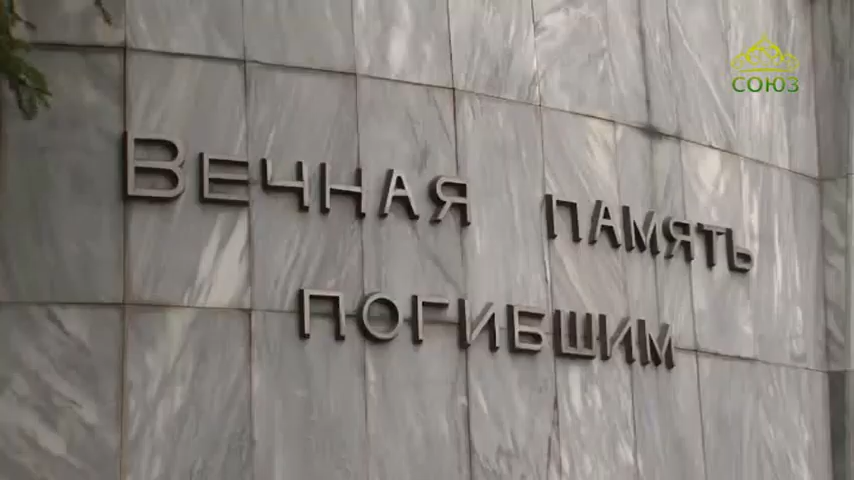 СОЮЗ
Вечная память
погибшим